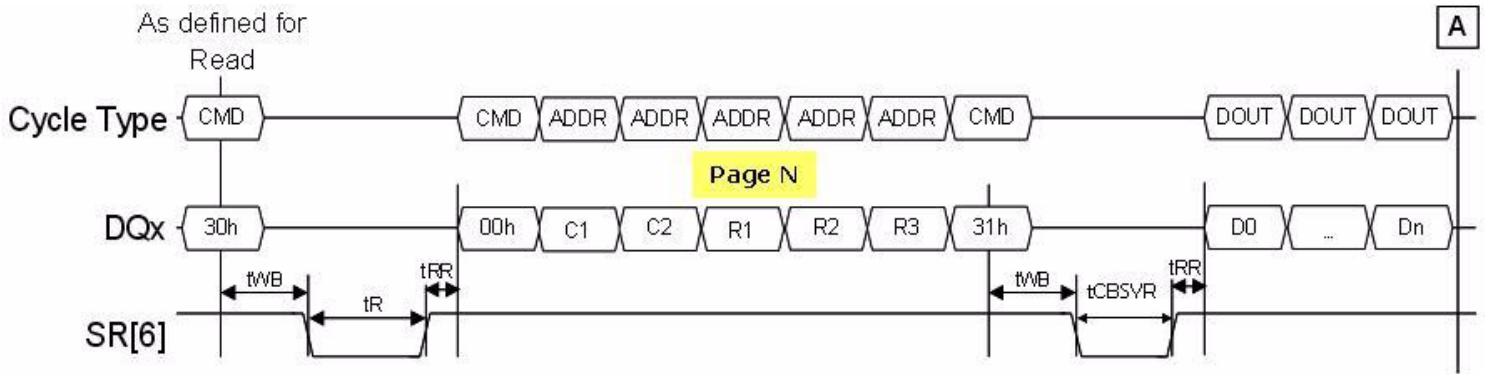 As defined for
Read
A
Cycle Type CMD CMD ADDR ADDR ADDR ADDR ADDR CMD DOUT DOUT DOUT
Page N
DQx 30h 00h C1 C2 R1 R2 R3 31h D0 ... Dn
tWB tR tRR tWB tCBSYR tRR
SR[6]